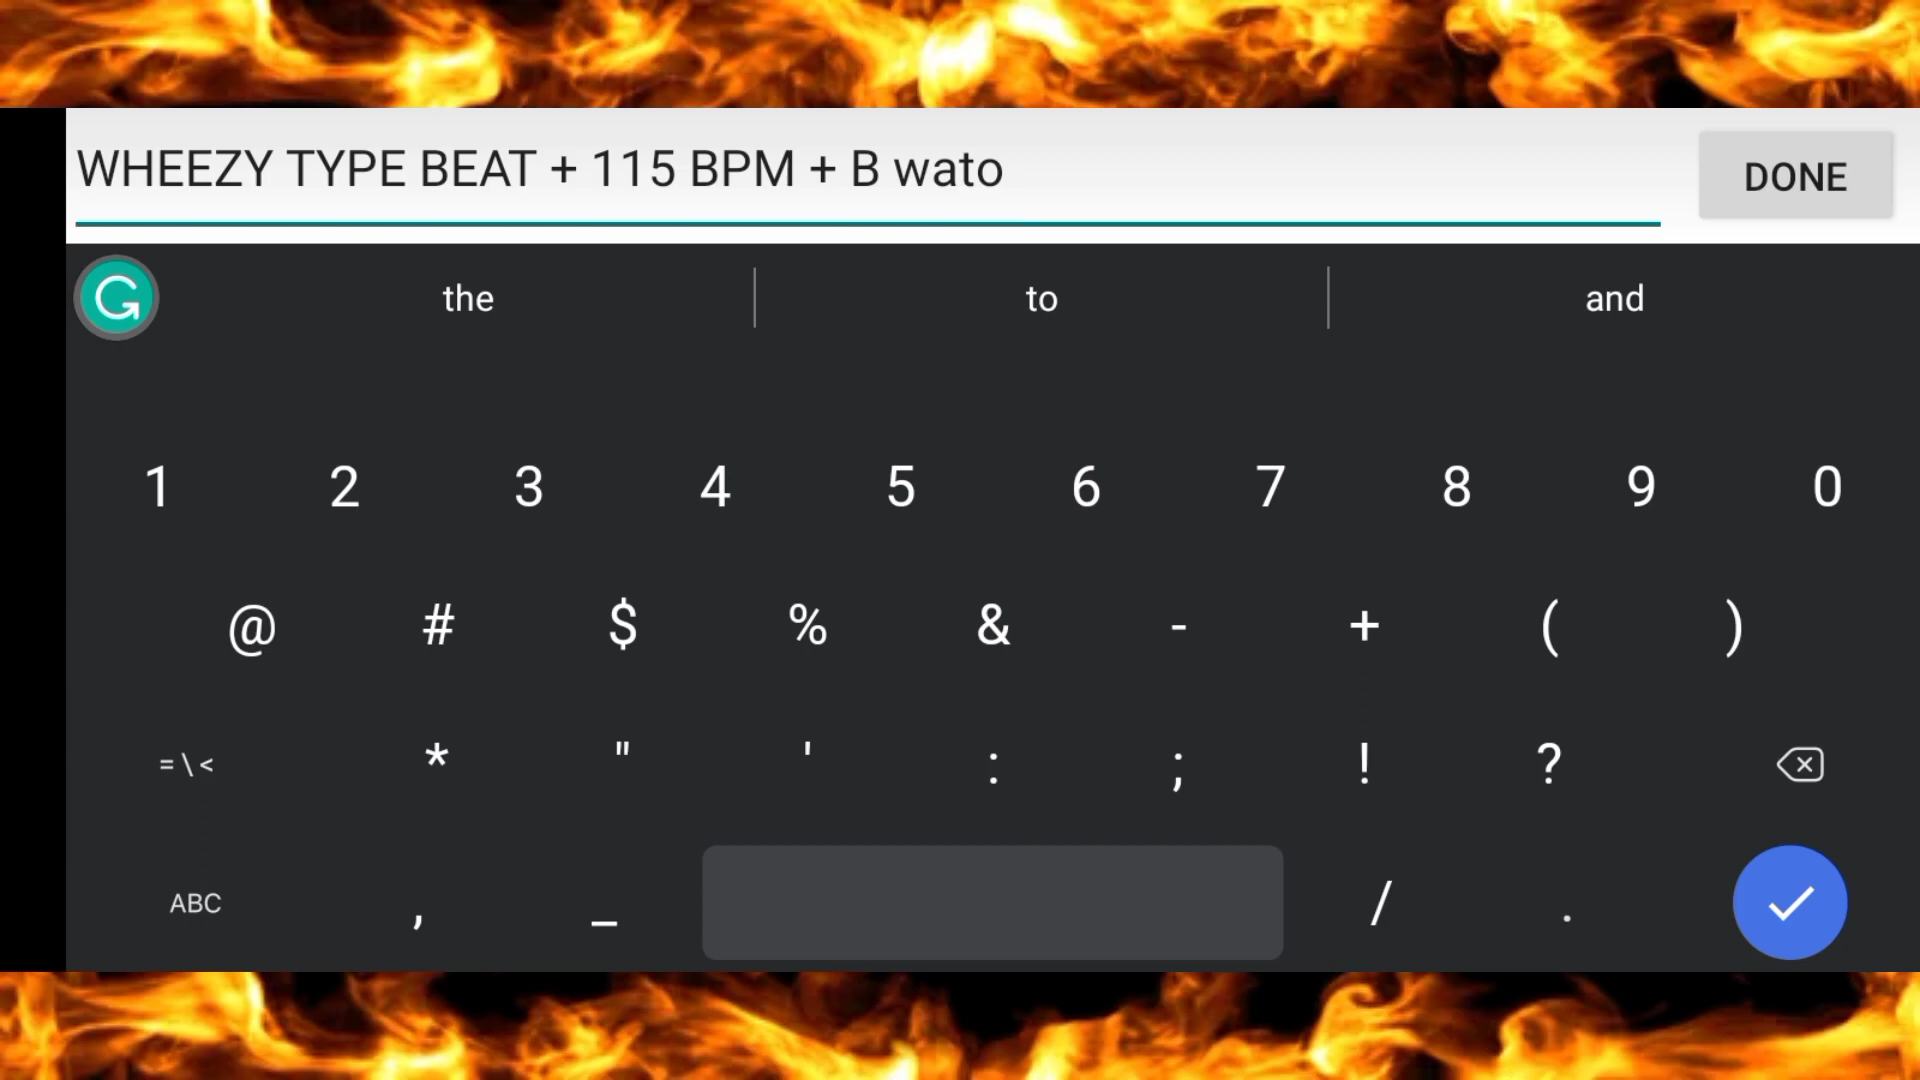 WHEEZY TYPE BEAT + 115 BPM + B wato
DONE
the to and
1 2 3 4 5 6 7 8 9 0
@ # $ % & - + ( )
=\< * " ' : ; ! ?
ABC , _ / .